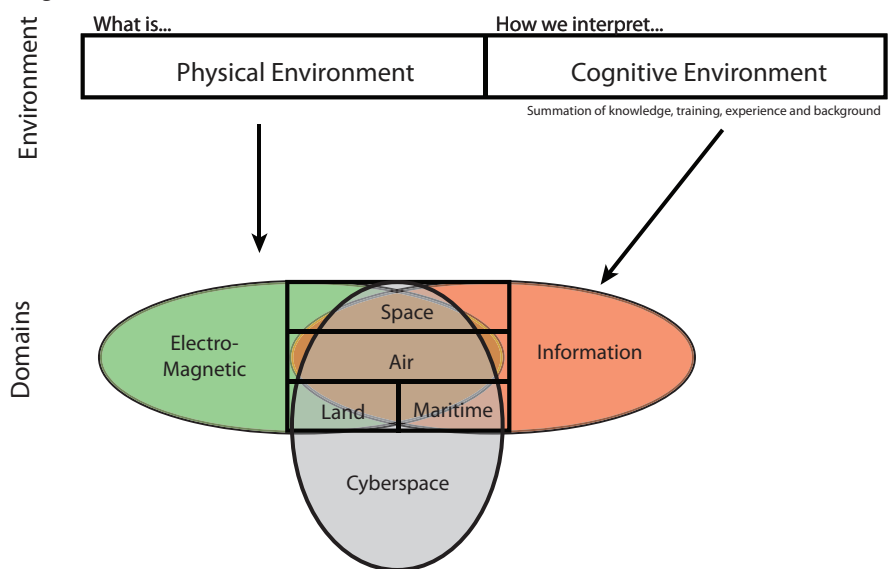 What is...
How we interpret...
Environment
Physical Environment
Cognitive Environment
Summation of knowledge, training, experience and background
Domains
Space
Electro-
Magnetic
Air
Information
Land
Maritime
Cyberspace